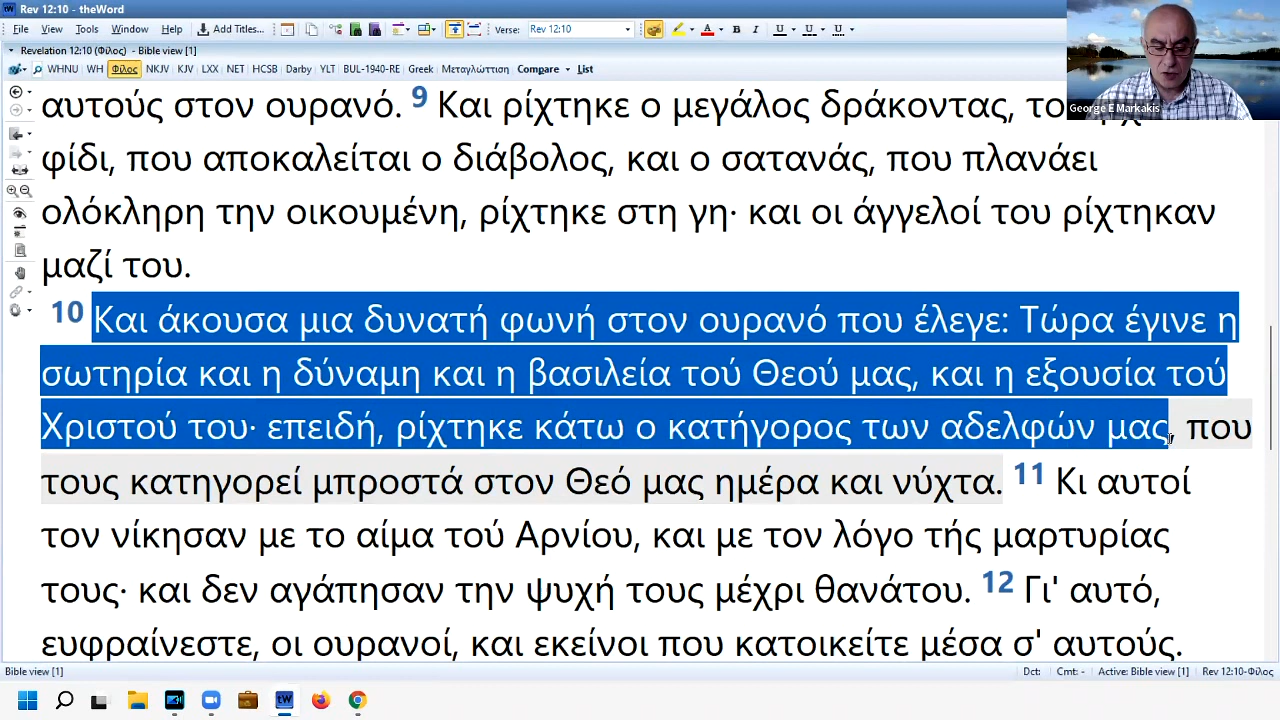 Rev 12:10 - theWord
File View Tools Window Help Add Titles... Verse: Rev 12:10 B I U U U
Revelation 12:10 (Φίλος) - Bible view [1]
WHNU WH Φίλος NKJV KJV LXX NET HCSB Darby YLT BUL-1940-RE Greek Μεταγλωττιση Compare List
George E Markakis
αυτούς στον ουρανό. 9 Και ρίχτηκε ο μεγάλος δράκοντας,
φίδι, που αποκαλείται ο διάβολος, και ο σατανάς, που πλανάει
ολόκληρη την οικουμένη, ρίχτηκε στη γη· και οι άγγελοί του ρίχτηκαν
μαζί του.
10 Και άκουσα μια δυνατή φωνή στον ουρανό που έλεγε: Τώρα έγινε η
σωτηρία και η δύναμη και η βασιλεία τού Θεού μας, και η εξουσία τού
Χριστού του· επειδή, ρίχτηκε κάτω ο κατήγορος των αδελφών μας, που
τους κατηγορεί μπροστά στον Θεό μας ημέρα και νύχτα. 11 Κι αυτοί
τον νίκησαν με το αίμα τού Αρνίου, και με τον λόγο τής μαρτυρίας
τους· και δεν αγάπησαν την ψυχή τους μέχρι θανάτου. 12 Γι' αυτό,
ευφραίνεστε, οι ουρανοί, και εκείνοι που κατοικείτε μέσα σ' αυτούς.
Bible view [1] Dct: Cmt: - Active: Bible view [1] Rev 12:10-Φίλος